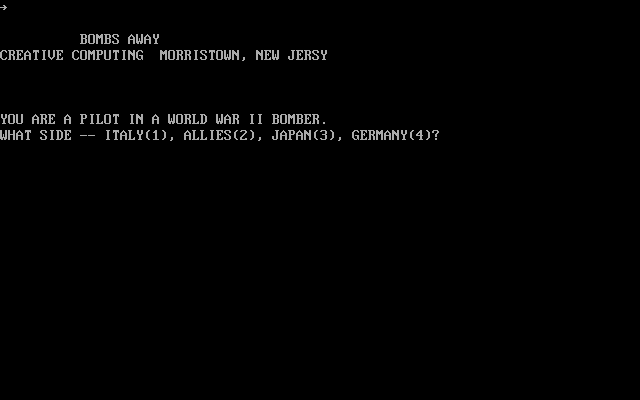 →
BOMBS AWAY
CREATIVE COMPUTING  MORRISTOWN, NEW JERSY
YOU ARE A PILOT IN A WORLD WAR II BOMBER.
WHAT SIDE -- ITALY(1), ALLIES(2), JAPAN(3), GERMANY(4)?